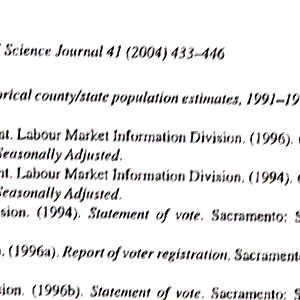 Science Journal 41 (2004) 433–446
orical county/state population estimates, 1991–19
nt. Labour Market Information Division. (1996).
Seasonally Adjusted.
nt. Labour Market Information Division. (1994).
Seasonally Adjusted.
sion. (1994). Statement of vote. Sacramento: S
. (1996a). Report of voter registration. Sacrament
sion. (1996b). Statement of vote. Sacramento: S